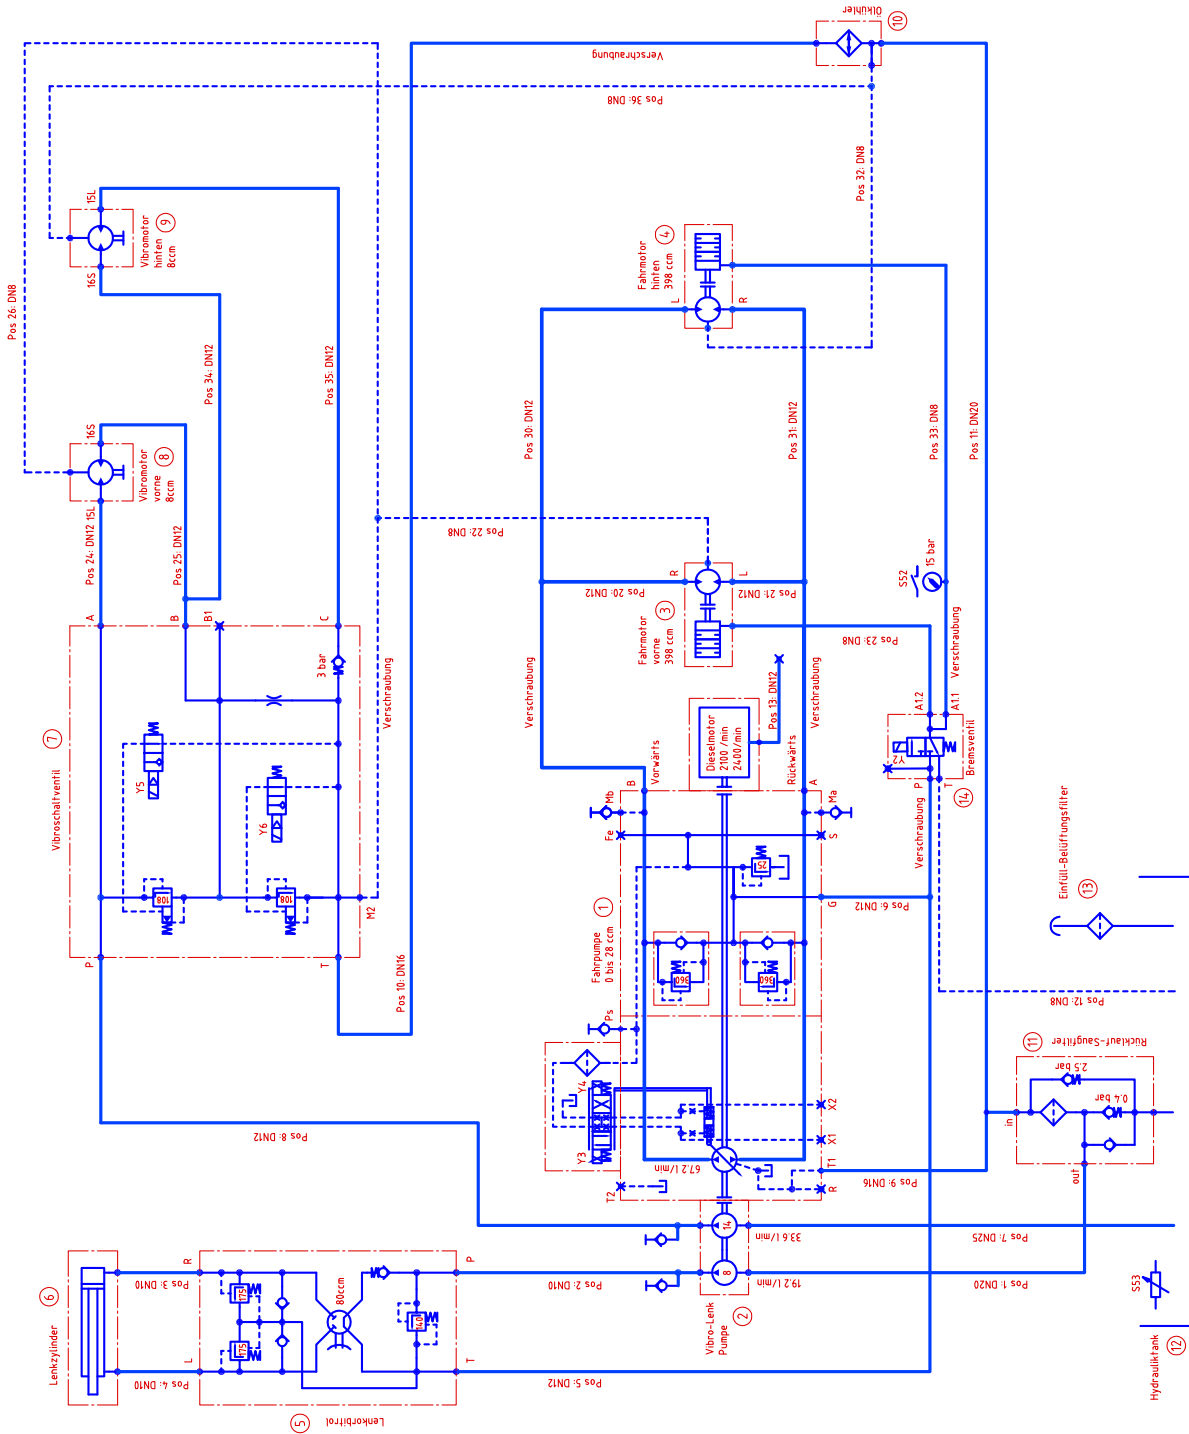 Ölkühler
10
Verschraubung
Pos 36: DN8
Pos 32: DN8
Pos 26: DN8
15L
Vibromotor
hinten
8ccm
9
16S
Pos 34: DN12
Pos 35: DN12
Fahrmotor
hinten
398 ccm
4
L
R
16S
Vibromotor
vorne
8ccm
8
Pos 24: DN12
15L
Pos 25: DN12
Pos 22: DN8
Pos 30: DN12
Pos 31: DN12
Pos 33: DN8
Pos 11: DN20
A
B
B1
C
3 bar
Verschraubung
7
Vibroschaltventil
Y5
Y6
108
108
M2
P
T
Pos 10: DN16
R
L
Pos 20: DN12
Pos 21: DN12
Fahrmotor
vorne
398 ccm
3
S52
15 bar
Pos 23: DN8
Verschraubung
Verschraubung
Verschraubung
Pos 13: DN12
Dieselmotor
2100 /min
2400/min
Vorwärts
Rückwärts
B
A
Mb
Ma
Fe
S
25
G
Pos 6: DN12
1
Fahrpumpe
0 bis 28 ccm
360
360
Ps
Y4
Y3
X2
X1
T1
R
T2
67.2 l/min
Pos 9: DN16
A1.2
A1.1
Y2
Bremsventil
14
P
T
Verschraubung
Einfüll-Belüftungsfilter
13
Pos 12: DN8
11
Rücklauf-Saugfilter
2.5 bar
0.4 bar
in
out
Pos 8: DN12
14
8
33.6 l/min
19.2 l/min
Pos 7: DN25
Pos 1: DN20
Vibro-Lenk
Pumpe
2
Pos 2: DN10
Pos 5: DN12
P
T
R
L
Pos 3: DN10
Pos 4: DN10
175
175
80ccm
140
6
Lenkzylinder
5
Lenkorbitrol
S53
Hydrauliktank
12